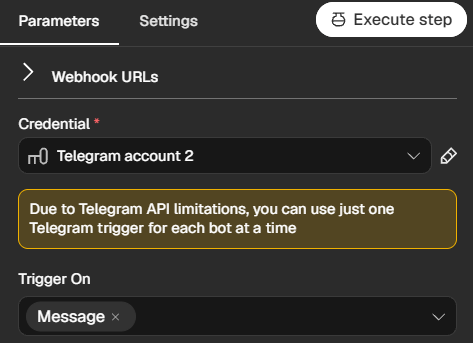 Parameters
Settings
Execute step
Webhook URLs
Credential *
Telegram account 2
Due to Telegram API limitations, you can use just one
Telegram trigger for each bot at a time
Trigger On
Message ×